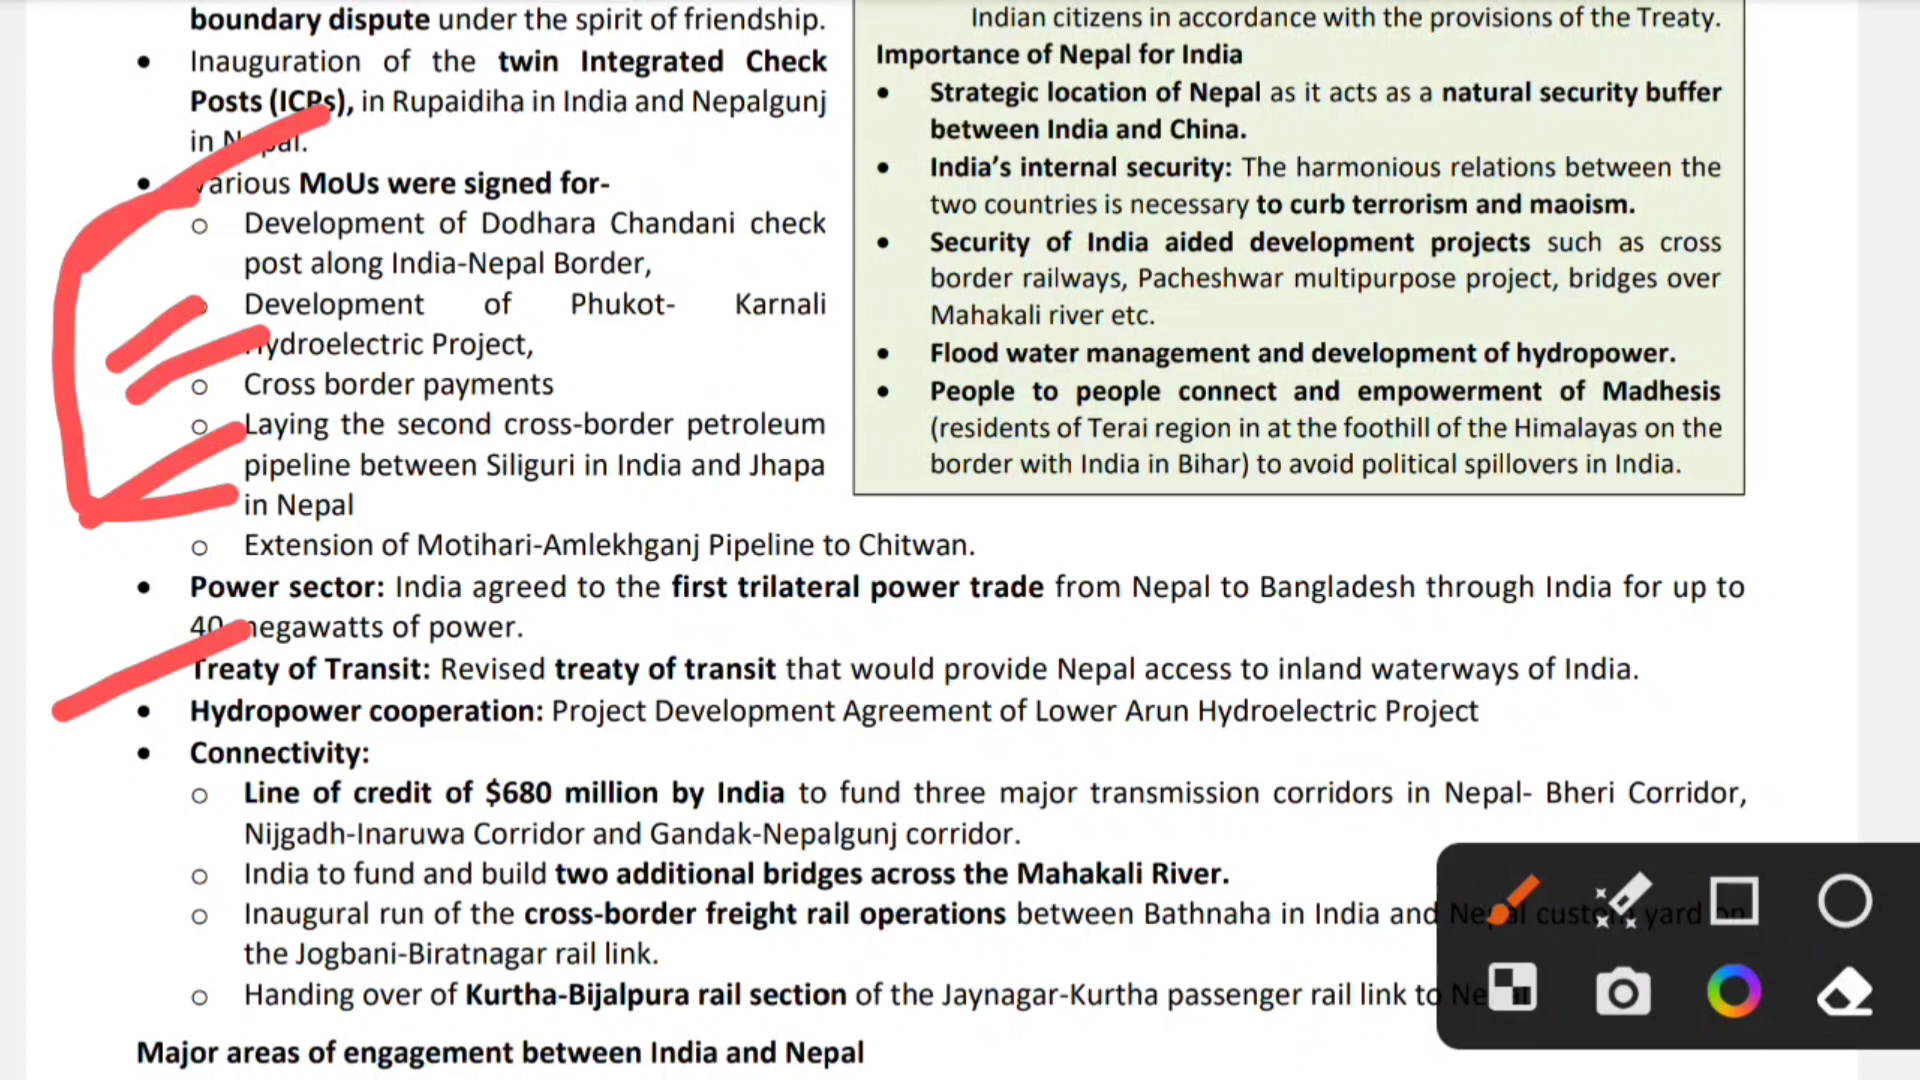 boundary dispute under the spirit of friendship.
• Inauguration of the twin Integrated Check
Posts (ICPs), in Rupaidiha in India and Nepalgunj
in Nepal.
• Various MoUs were signed for-
o Development of Dodhara Chandani check
post along India-Nepal Border,
Development of Phukot- Karnali
Hydroelectric Project,
o Cross border payments
o Laying the second cross-border petroleum
pipeline between Siliguri in India and Jhapa
in Nepal
o Extension of Motihari-Amlekhganj Pipeline to Chitwan.
• Power sector: India agreed to the first trilateral power trade from Nepal to Bangladesh through India for up to
40 megawatts of power.
Treaty of Transit: Revised treaty of transit that would provide Nepal access to inland waterways of India.
• Hydropower cooperation: Project Development Agreement of Lower Arun Hydroelectric Project
• Connectivity:
o Line of credit of $680 million by India to fund three major transmission corridors in Nepal- Bheri Corridor,
Nijgadh-Inaruwa Corridor and Gandak-Nepalgunj corridor.
o India to fund and build two additional bridges across the Mahakali River.
o Inaugural run of the cross-border freight rail operations between Bathnaha in India and Nepal custom yard on
the Jogbani-Biratnagar rail link.
o Handing over of Kurtha-Bijalpura rail section of the Jaynagar-Kurtha passenger rail link to
Major areas of engagement between India and Nepal
Indian citizens in accordance with the provisions of the Treaty.
Importance of Nepal for India
• Strategic location of Nepal as it acts as a natural security buffer
between India and China.
• India's internal security: The harmonious relations between the
two countries is necessary to curb terrorism and maoism.
• Security of India aided development projects such as cross
border railways, Pacheshwar multipurpose project, bridges over
Mahakali river etc.
• Flood water management and development of hydropower.
• People to people connect and empowerment of Madhesis
(residents of Terai region in at the foothill of the Himalayas on the
border with India in Bihar) to avoid political spillovers in India.